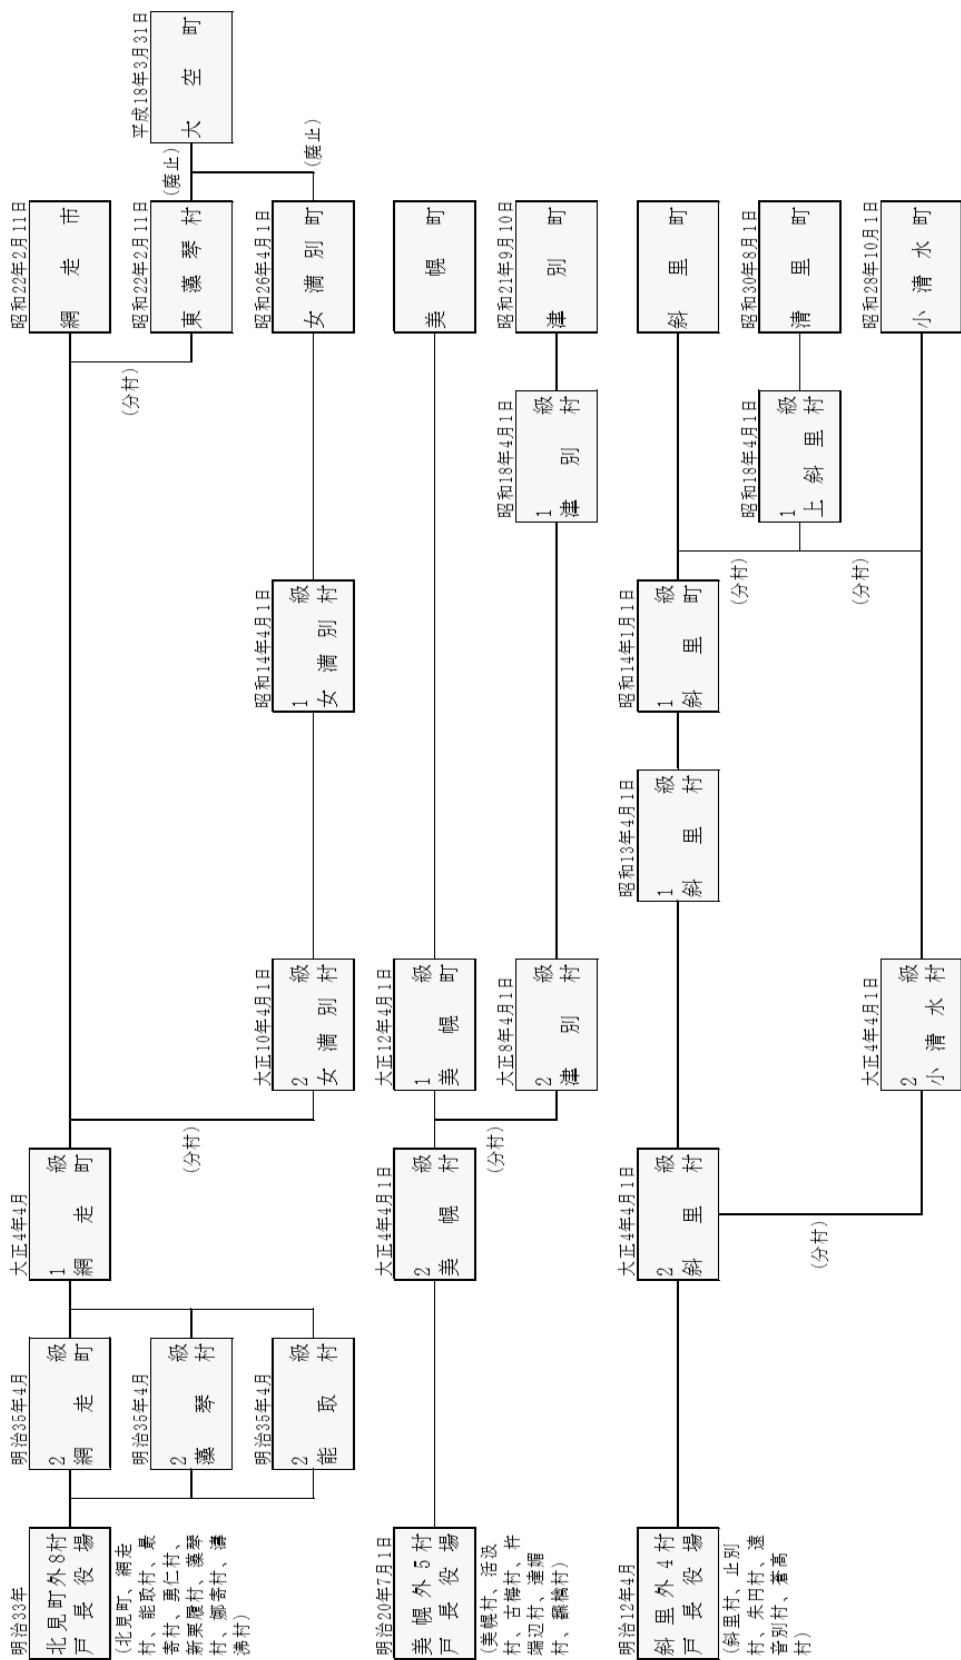 明治33年
北見町外8村
戸長役場
(北見町、網走
村、能取村、最
寄村、勇仁村、
新栗履村、藻琴
村、娜寄村、濤
沸村)
明治35年4月
2級
網走町
明治35年4月
2級
藻琴村
明治35年4月
2級
能取村
大正4年4月
1級
網走町
(分村)
大正10年4月1日
2級
女満別村
昭和14年4月1日
1級
女満別村
(分村)
昭和22年2月11日
網走市
昭和22年2月11日
東藻琴村
昭和26年4月1日
女満別町
(廃止)
(廃止)
平成18年3月31日
大空町
明治20年7月1日
美幌外5村
戸長役場
(美幌村、活汲
村、古梅村、杵
端辺村、達媚
村、飜檎村)
大正4年4月1日
2級
美幌村
(分村)
大正12年4月1日
1級
美幌町
大正8年4月1日
2級
津別村
昭和18年4月1日
1級
津別村
美幌町
昭和21年9月10日
津別町
明治12年4月
斜里外4村
戸長役場
(斜里村、止別
村、朱円村、遠
音別村、蒼高
村)
大正4年4月1日
2級
斜里村
(分村)
大正4年4月1日
2級
小清水村
昭和13年4月1日
1級
斜里村
昭和14年1月1日
1級
斜里町
(分村)
(分村)
昭和18年4月1日
1級
上斜里村
斜里町
昭和30年8月1日
清里町
昭和28年10月1日
小清水町